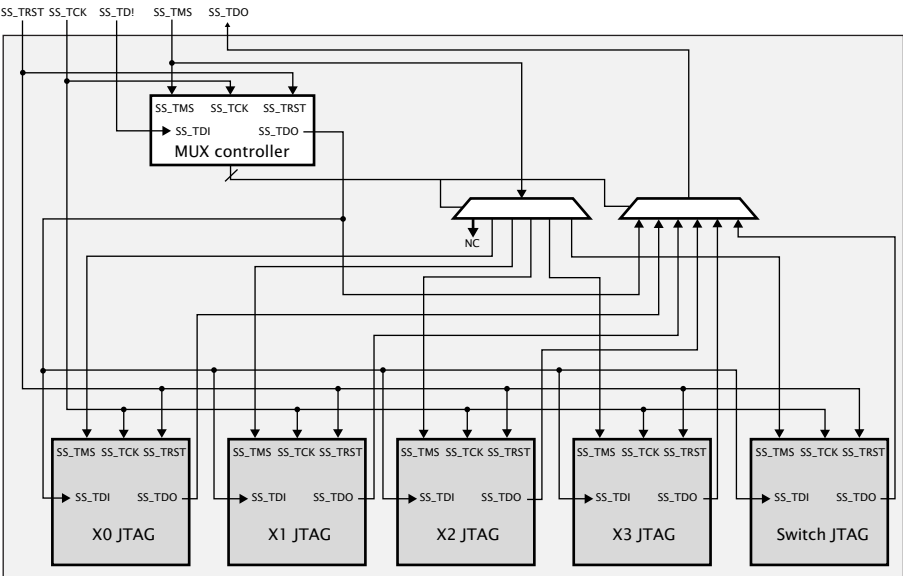 SS_TRST SS_TCK SS_TD! SS_TMS SS_TDO
SS_TMS SS_TCK SS_TRST
SS_TDI SS_TDO
MUX controller
NC
SS_TMS SS_TCK SS_TRST
SS_TDI SS_TDO
X0 JTAG
SS_TMS SS_TCK SS_TRST
SS_TDI SS_TDO
X1 JTAG
SS_TMS SS_TCK SS_TRST
SS_TDI SS_TDO
X2 JTAG
SS_TMS SS_TCK SS_TRST
SS_TDI SS_TDO
X3 JTAG
SS_TMS SS_TCK SS_TRST
SS_TDI SS_TDO
Switch JTAG